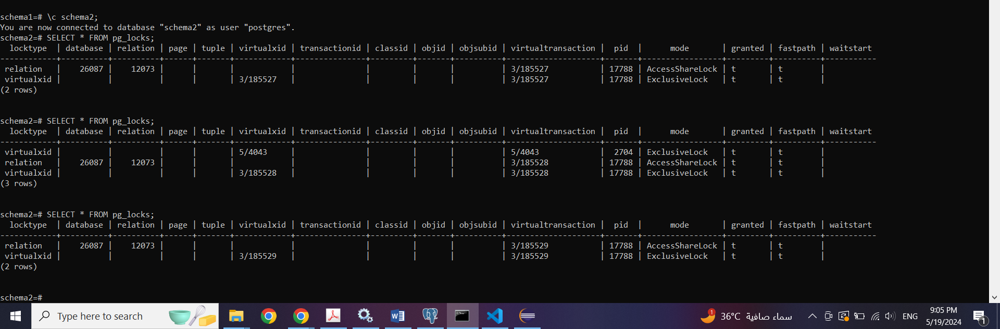 schema1=# \c schema2;
You are now connected to database "schema2" as user "postgres".
schema2=# SELECT * FROM pg_locks;
  locktype  | database | relation | page | tuple | virtualxid | transactionid | classid | objid | objsubid | virtualtransaction |  pid  |      mode       | granted | fastpath | waitstart
------------+----------+----------+------+-------+------------+---------------+---------+-------+----------+--------------------+-------+-----------------+---------+----------+-----------
 relation   |    26087 |    12073 |      |       |            |               |         |       |          | 3/185527           | 17788 | AccessShareLock | t       | t        |
 virtualxid |          |          |      |       | 3/185527   |               |         |       |          | 3/185527           | 17788 | ExclusiveLock   | t       | t        |
(2 rows)
schema2=# SELECT * FROM pg_locks;
  locktype  | database | relation | page | tuple | virtualxid | transactionid | classid | objid | objsubid | virtualtransaction |  pid  |      mode       | granted | fastpath | waitstart
------------+----------+----------+------+-------+------------+---------------+---------+-------+----------+--------------------+-------+-----------------+---------+----------+-----------
 virtualxid |          |          |      |       | 5/4043     |               |         |       |          | 5/4043             |  2704 | ExclusiveLock   | t       | t        |
 relation   |    26087 |    12073 |      |       |            |               |         |       |          | 3/185528           | 17788 | AccessShareLock | t       | t        |
 virtualxid |          |          |      |       | 3/185528   |               |         |       |          | 3/185528           | 17788 | ExclusiveLock   | t       | t        |
(3 rows)
schema2=# SELECT * FROM pg_locks;
  locktype  | database | relation | page | tuple | virtualxid | transactionid | classid | objid | objsubid | virtualtransaction |  pid  |      mode       | granted | fastpath | waitstart
------------+----------+----------+------+-------+------------+---------------+---------+-------+----------+--------------------+-------+-----------------+---------+----------+-----------
 relation   |    26087 |    12073 |      |       |            |               |         |       |          | 3/185529           | 17788 | AccessShareLock | t       | t        |
 virtualxid |          |          |      |       | 3/185529   |               |         |       |          | 3/185529           | 17788 | ExclusiveLock   | t       | t        |
(2 rows)
schema2=#
Type here to search
1
36°C سماء صافية
ENG
9:05 PM
5/19/2024
1